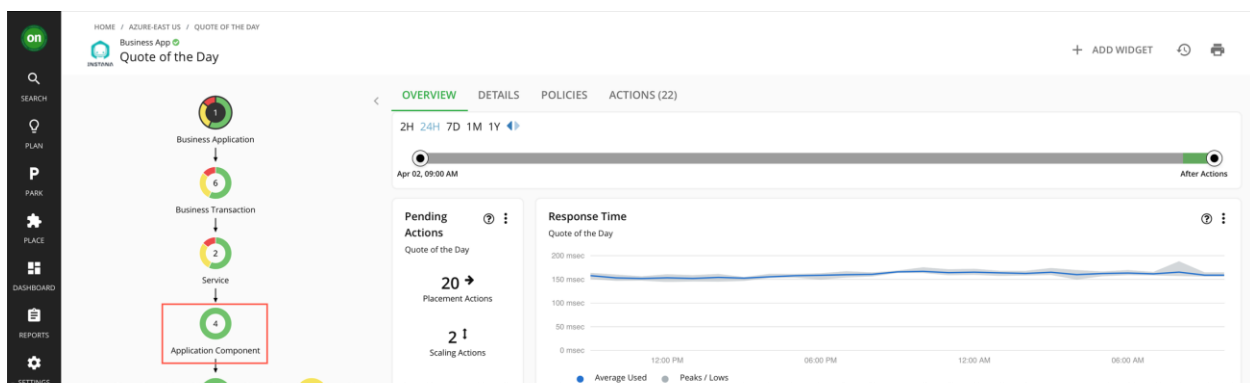 on
SEARCH
PLAN
P
PARK
PLACE
DASHBOARD
REPORTS
SETTINGS
HOME / AZURE-EAST US / QUOTE OF THE DAY
INSTANA
Business App
Quote of the Day
+ ADD WIDGET
1
Business Application
6
Business Transaction
2
Service
4
Application Component
<
OVERVIEW DETAILS POLICIES ACTIONS (22)
2H 24H 7D 1M 1Y
Apr 02, 09:00 AM
After Actions
Pending
Actions
Quote of the Day
20
Placement Actions
2
Scaling Actions
Response Time
Quote of the Day
200 msec
150 msec
100 msec
50 msec
0 msec
12:00 PM 06:00 PM 12:00 AM 06:00 AM
Average Used Peaks / Lows